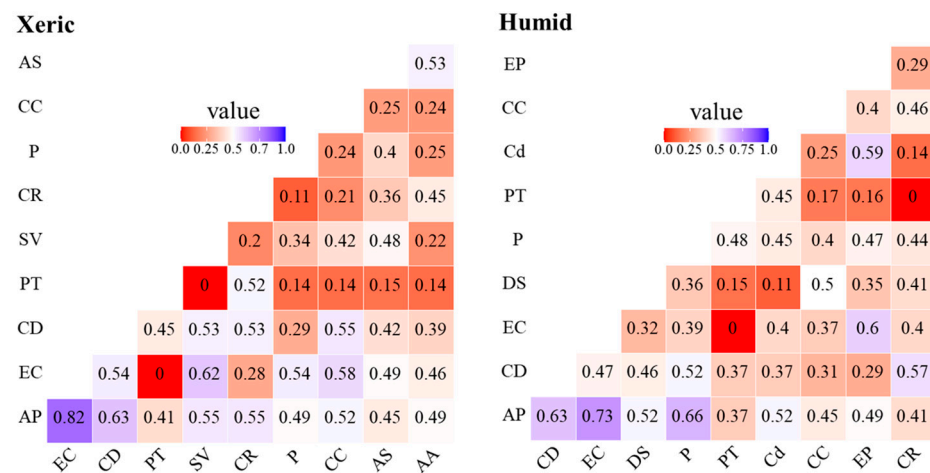 Xeric
AS 0.53
CC 0.25 0.24
value
0.0 0.25 0.5 0.7 1.0
P 0.24 0.4 0.25
CR 0.11 0.21 0.36 0.45
SV 0.2 0.34 0.42 0.48 0.22
PT 0 0.52 0.14 0.14 0.15 0.14
CD 0.45 0.53 0.53 0.29 0.55 0.42 0.39
EC 0.54 0 0.62 0.28 0.54 0.58 0.49 0.46
AP 0.82 0.63 0.41 0.55 0.55 0.49 0.52 0.45 0.49
EC CD PT SV CR P CC AS AA
Humid
EP 0.29
CC 0.4 0.46
value
0.0 0.25 0.5 0.75 1.0
Cd 0.25 0.59 0.14
PT 0.45 0.17 0.16 0
P 0.48 0.45 0.4 0.47 0.44
DS 0.36 0.15 0.11 0.5 0.35 0.41
EC 0.32 0.39 0 0.4 0.37 0.6 0.4
CD 0.47 0.46 0.52 0.37 0.37 0.31 0.29 0.57
AP 0.63 0.73 0.52 0.66 0.37 0.52 0.45 0.49 0.41
CD EC DS P PT Cd CC EP CR